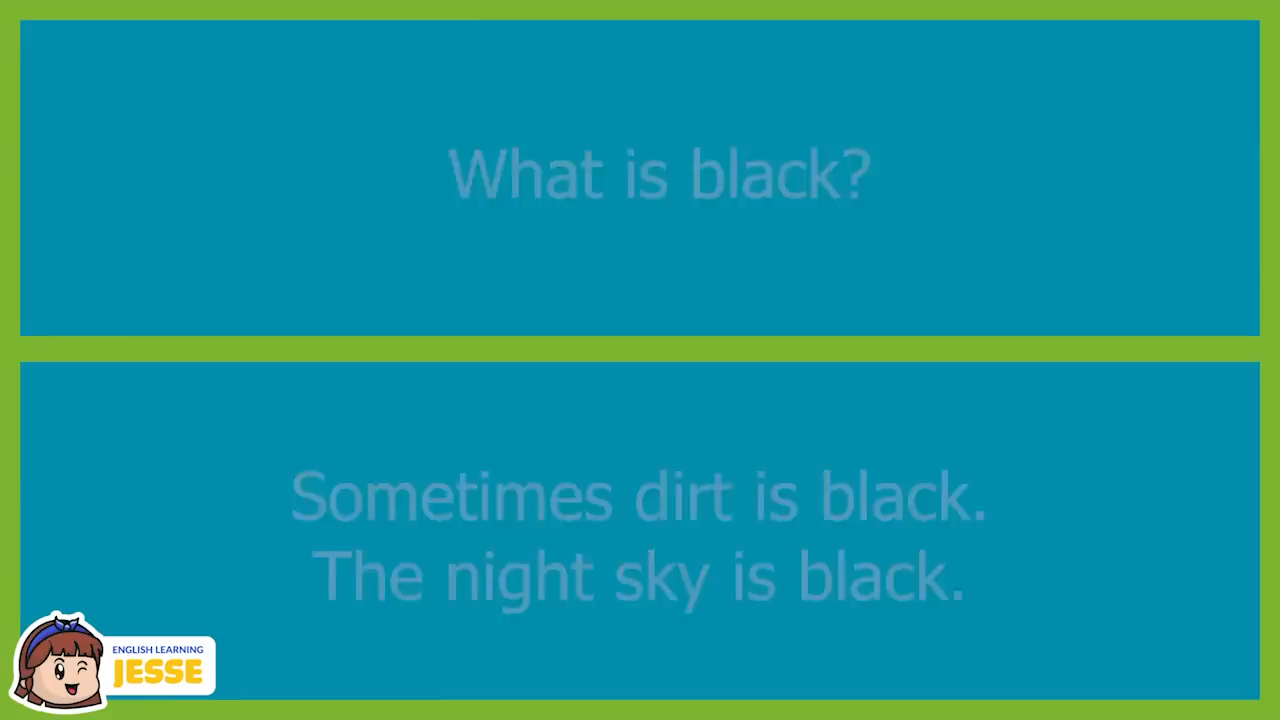 What is black?
Sometimes dirt is black.
The night sky is black.
ENGLISH LEARNING
JESSE